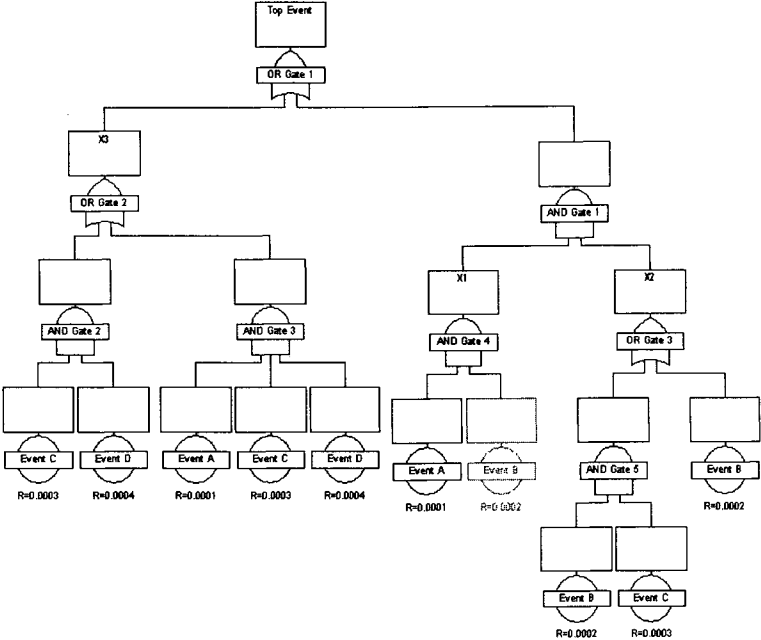 Top Event
OR Gate 1
X3
OR Gate 2
AND Gate 1
X1
X2
AND Gate 2
AND Gate 3
AND Gate 4
OR Gate 3
Event C
Event D
Event A
Event C
Event D
Event A
Event B
AND Gate 5
Event B
R=0.0003
R=0.0004
R=0.0001
R=0.0003
R=0.0004
R=0.0001
R=0.0002
R=0.0002
Event B
Event C
R=0.0002
R=0.0003